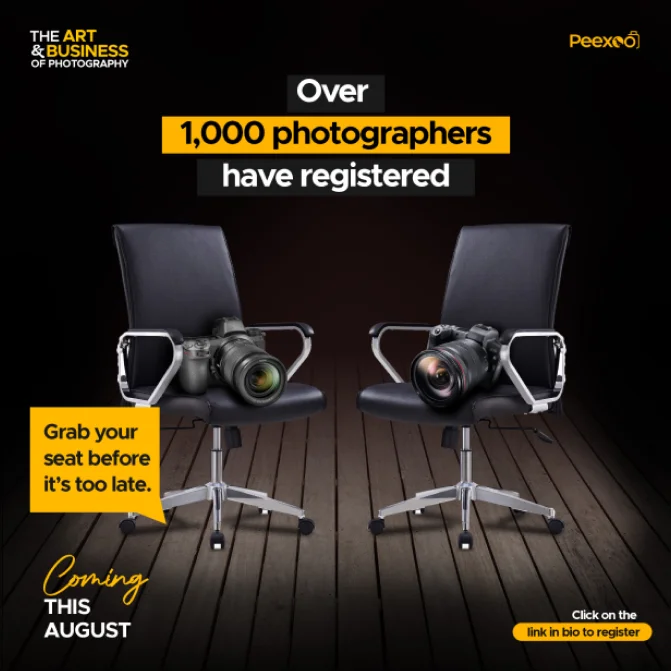 THE ART
& BUSINESS
OF PHOTOGRAPHY
Peexoo
Over
1,000 photographers
have registered
Grab your
seat before
it's too late.
Coming
THIS
AUGUST
Click on the
link in bio to register